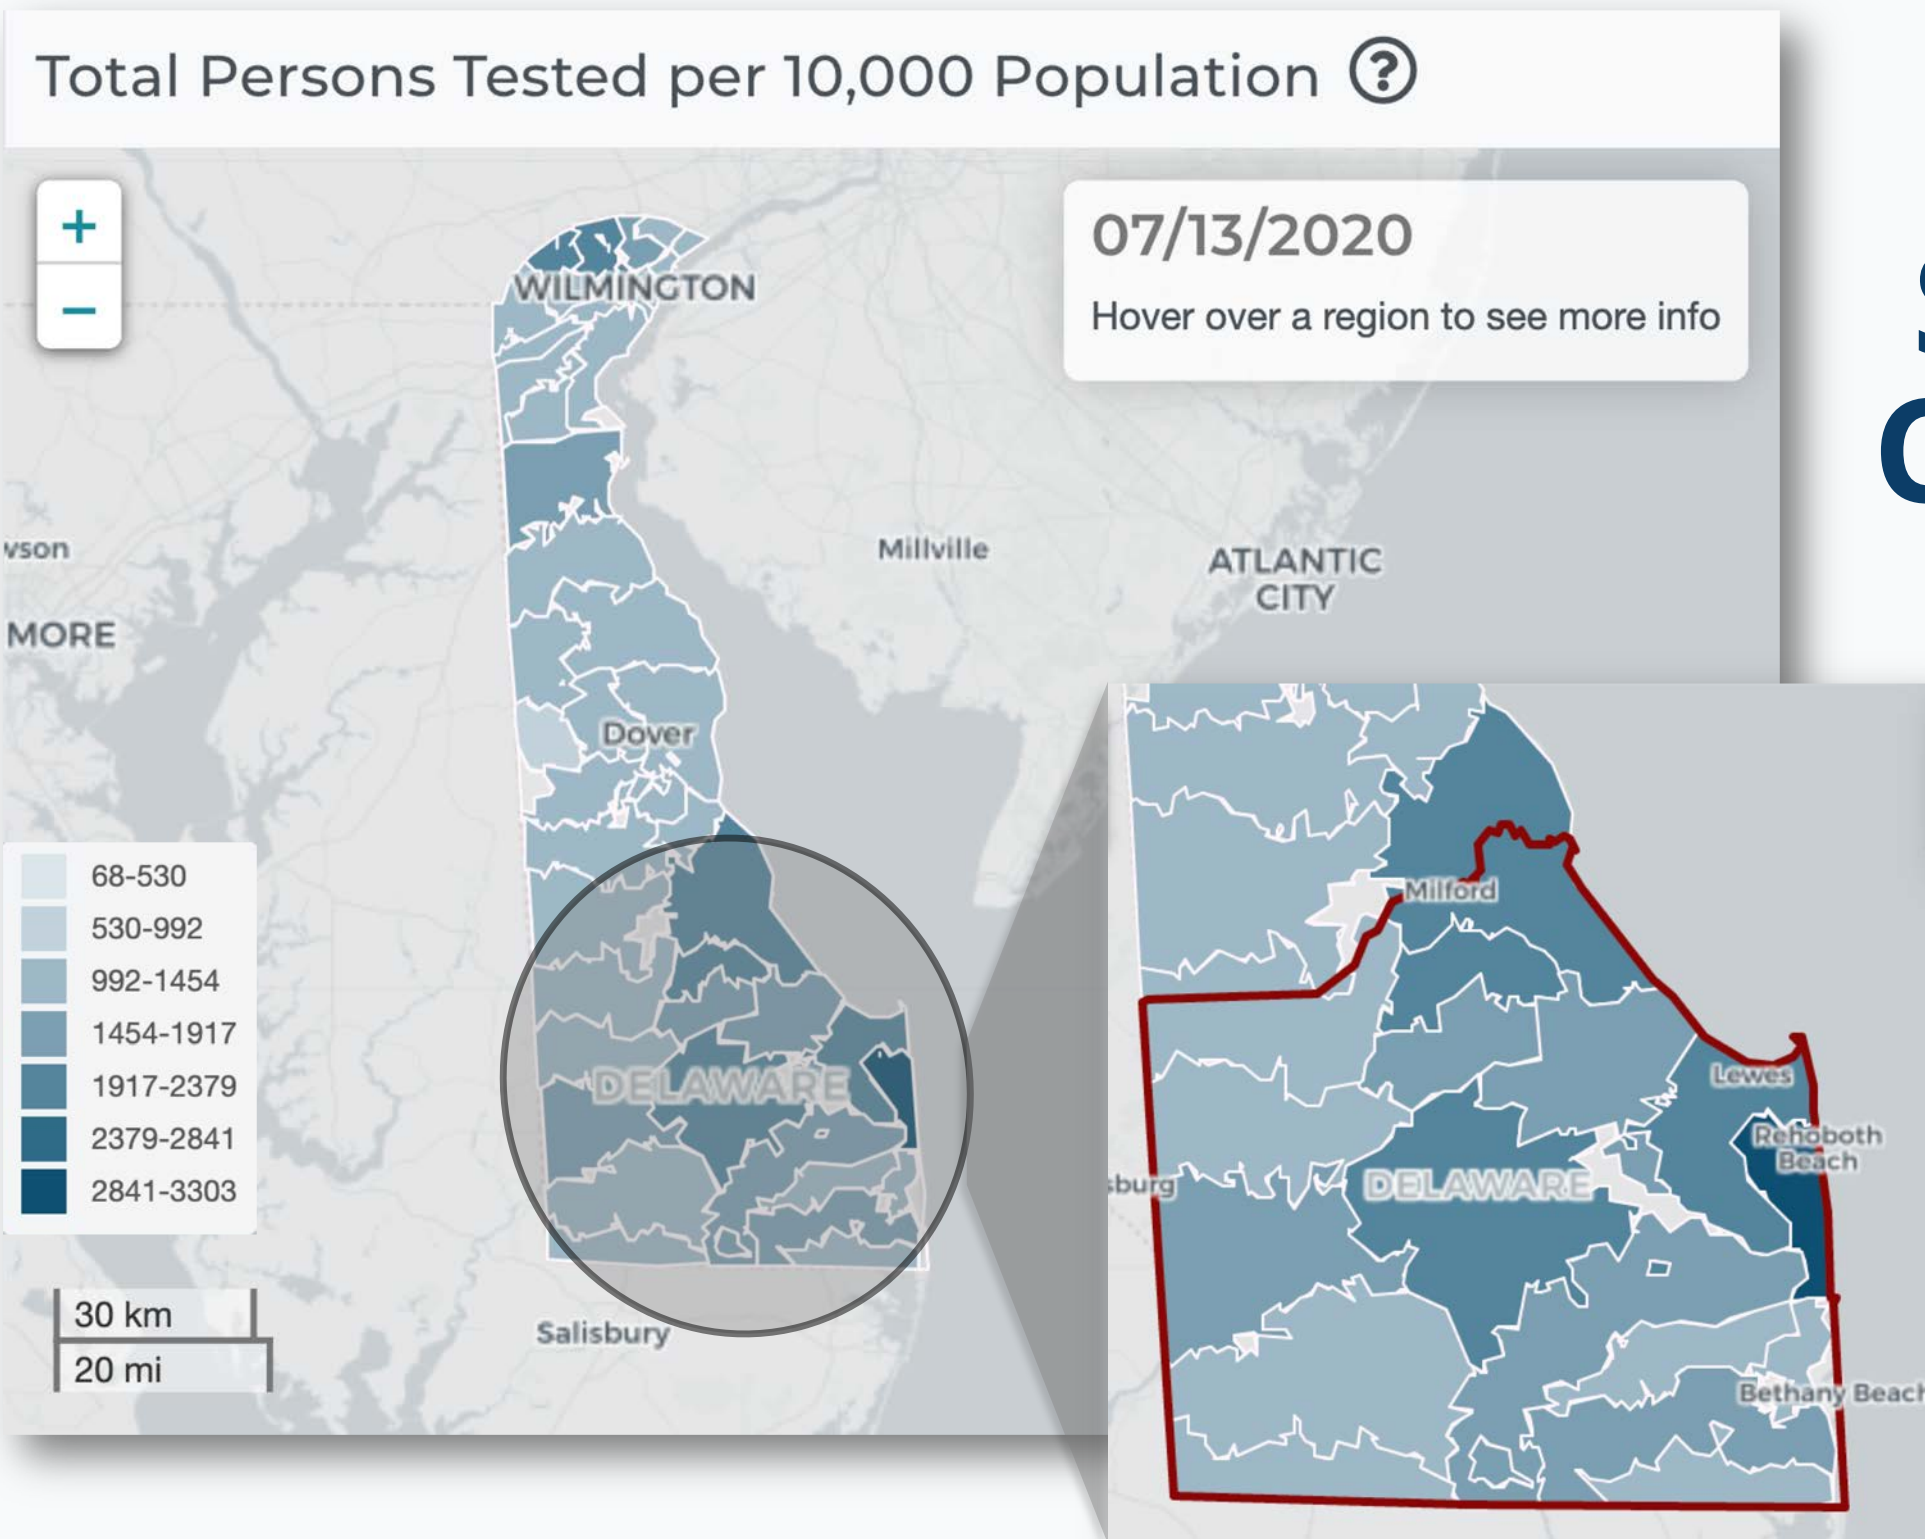 Total Persons Tested per 10,000 Population ?
+
−
07/13/2020
Hover over a region to see more info
WILMINGTON
wson
Millville
ATLANTIC
CITY
MORE
Dover
68-530
530-992
992-1454
1454-1917
1917-2379
2379-2841
2841-3303
DELAWARE
30 km
20 mi
Salisbury
Milford
Lewes
Rehoboth
Beach
sburg
DELAWARE
Bethany Beach